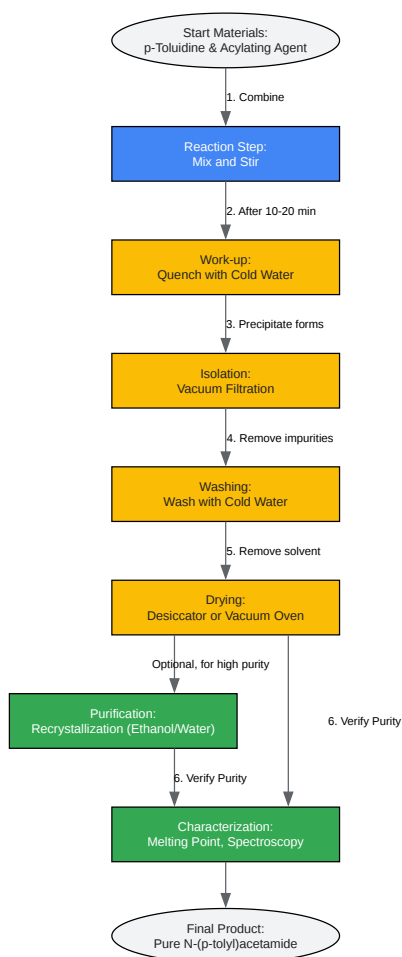 Start Materials:
p-Toluidine & Acylating Agent
1. Combine
Reaction Step:
Mix and Stir
2. After 10-20 min
Work-up:
Quench with Cold Water
3. Precipitate forms
Isolation:
Vacuum Filtration
4. Remove impurities
Washing:
Wash with Cold Water
5. Remove solvent
Drying:
Desiccator or Vacuum Oven
Optional, for high purity
Purification:
Recrystallization (Ethanol/Water)
6. Verify Purity
6. Verify Purity
Characterization:
Melting Point, Spectroscopy
Final Product:
Pure N-(p-tolyl)acetamide